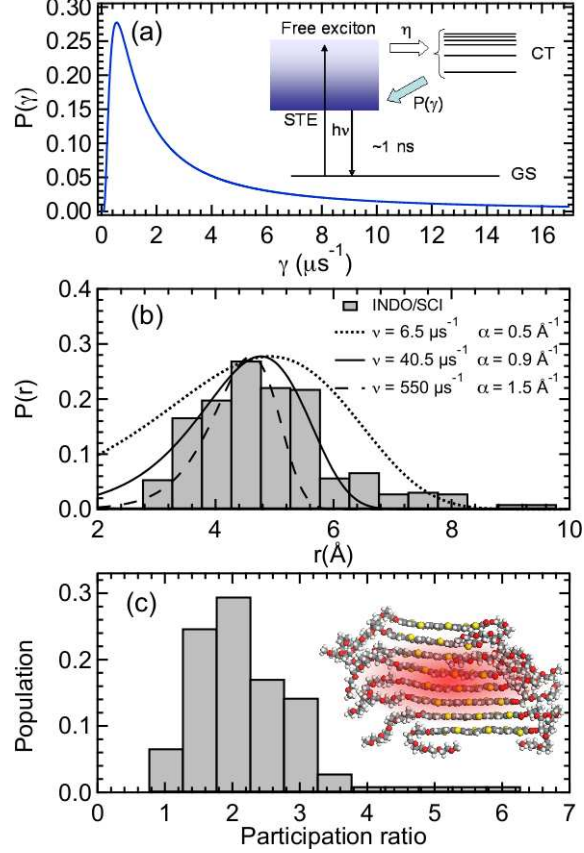 0.30
0.25
0.20
0.15
0.10
0.05
0.00
P(γ)
(a)
Free exciton
η
CT
P(γ)
STE
hν
~1 ns
GS
0 2 4 6 8 10 12 14 16
γ (μs⁻¹)
0.4
0.3
0.2
0.1
0.0
P(r)
(b)
INDO/SCI
ν = 6.5 μs⁻¹ α = 0.5 Å⁻¹
ν = 40.5 μs⁻¹ α = 0.9 Å⁻¹
ν = 550 μs⁻¹ α = 1.5 Å⁻¹
2 4 6 8 10
r(Å)
0.3
0.2
0.1
0.0
Population
(c)
0 1 2 3 4 5 6 7
Participation ratio